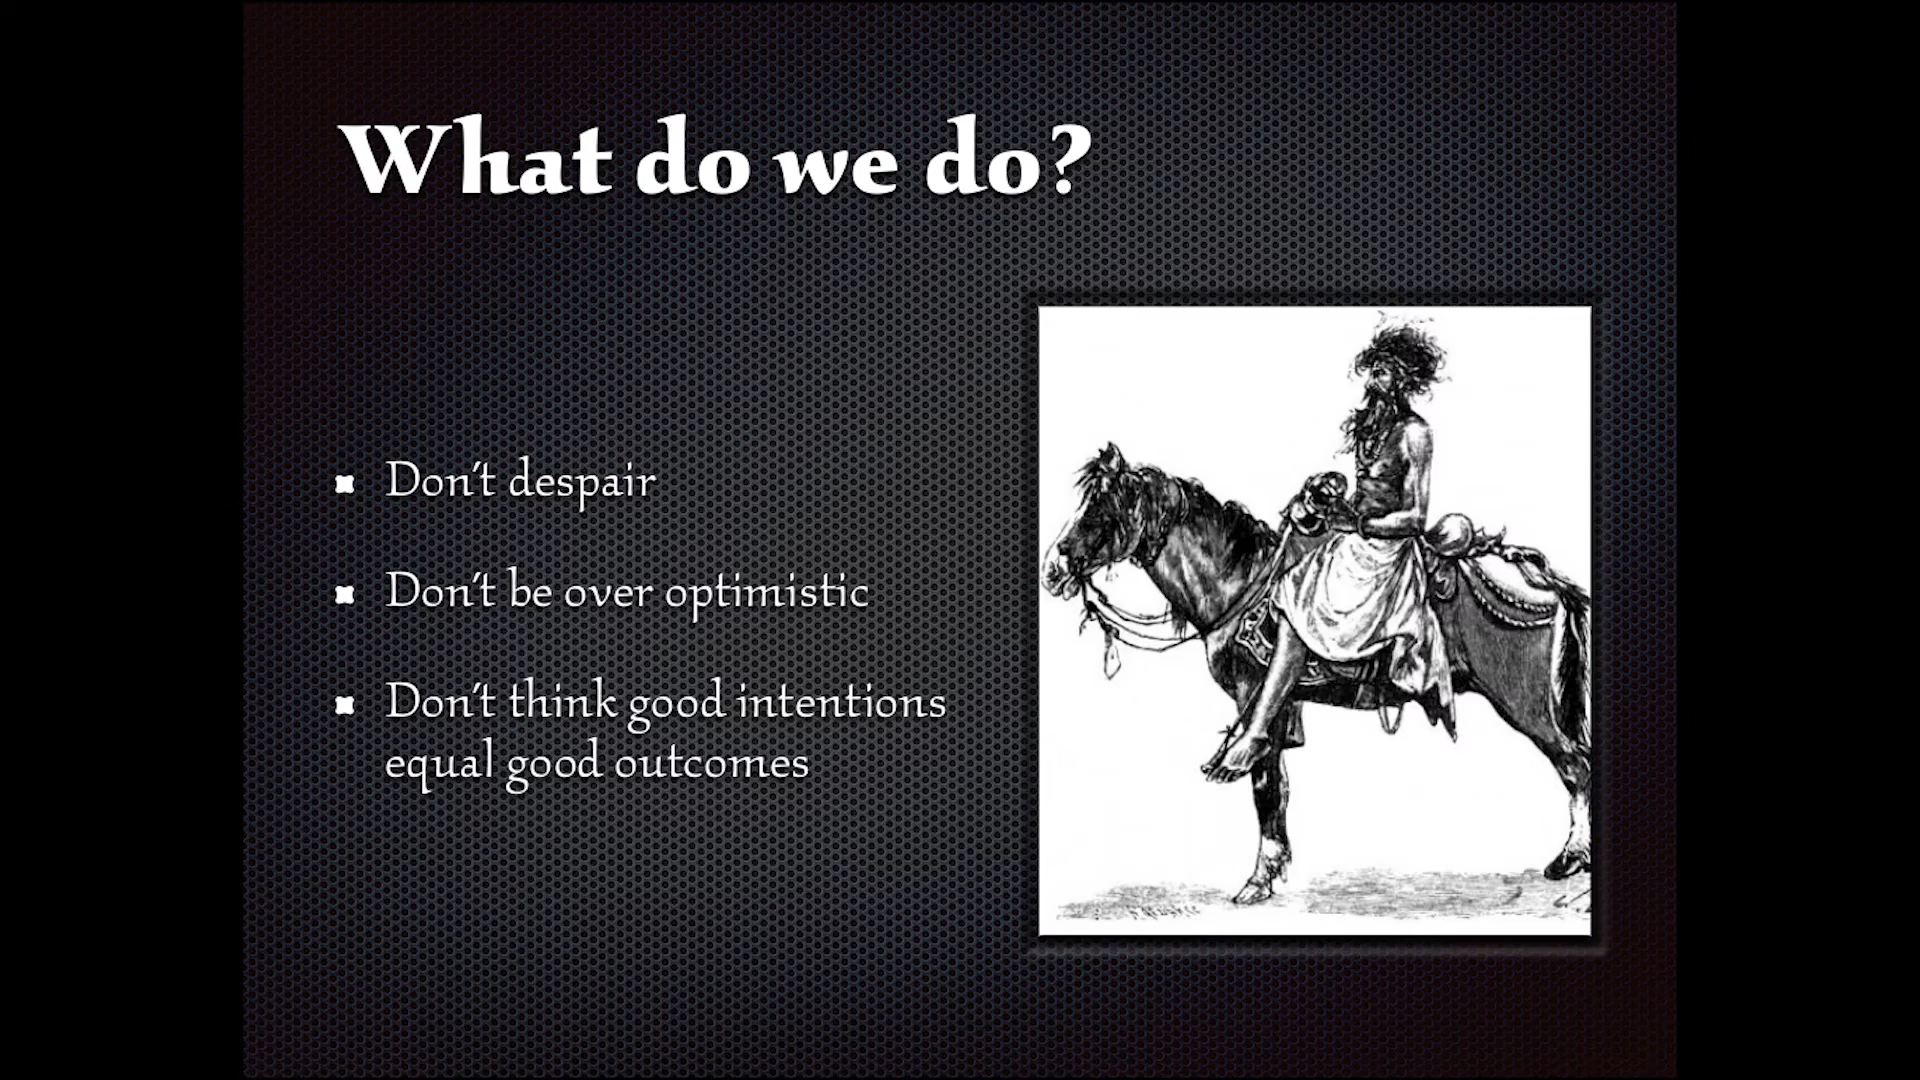 What do we do?
Don't despair
Don't be over optimistic
Don't think good intentions
equal good outcomes